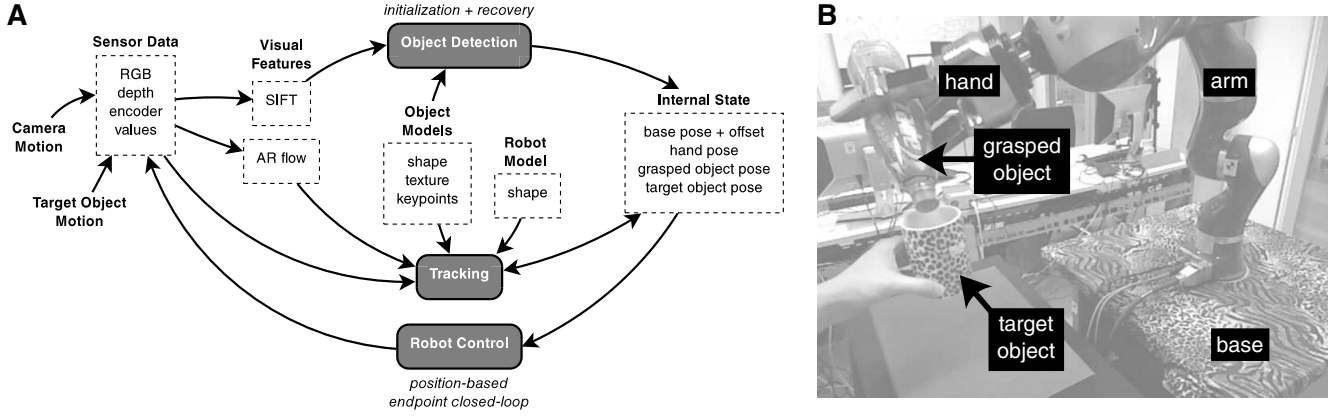 A
initialization + recovery
Object Detection
Sensor Data
RGB
depth
encoder
values
Visual
Features
SIFT
AR flow
Camera
Motion
Target Object
Motion
Object
Models
shape
texture
keypoints
Robot
Model
shape
Internal State
base pose + offset
hand pose
grasped object pose
target object pose
Tracking
Robot Control
position-based
endpoint closed-loop
B
hand
arm
grasped
object
target
object
base